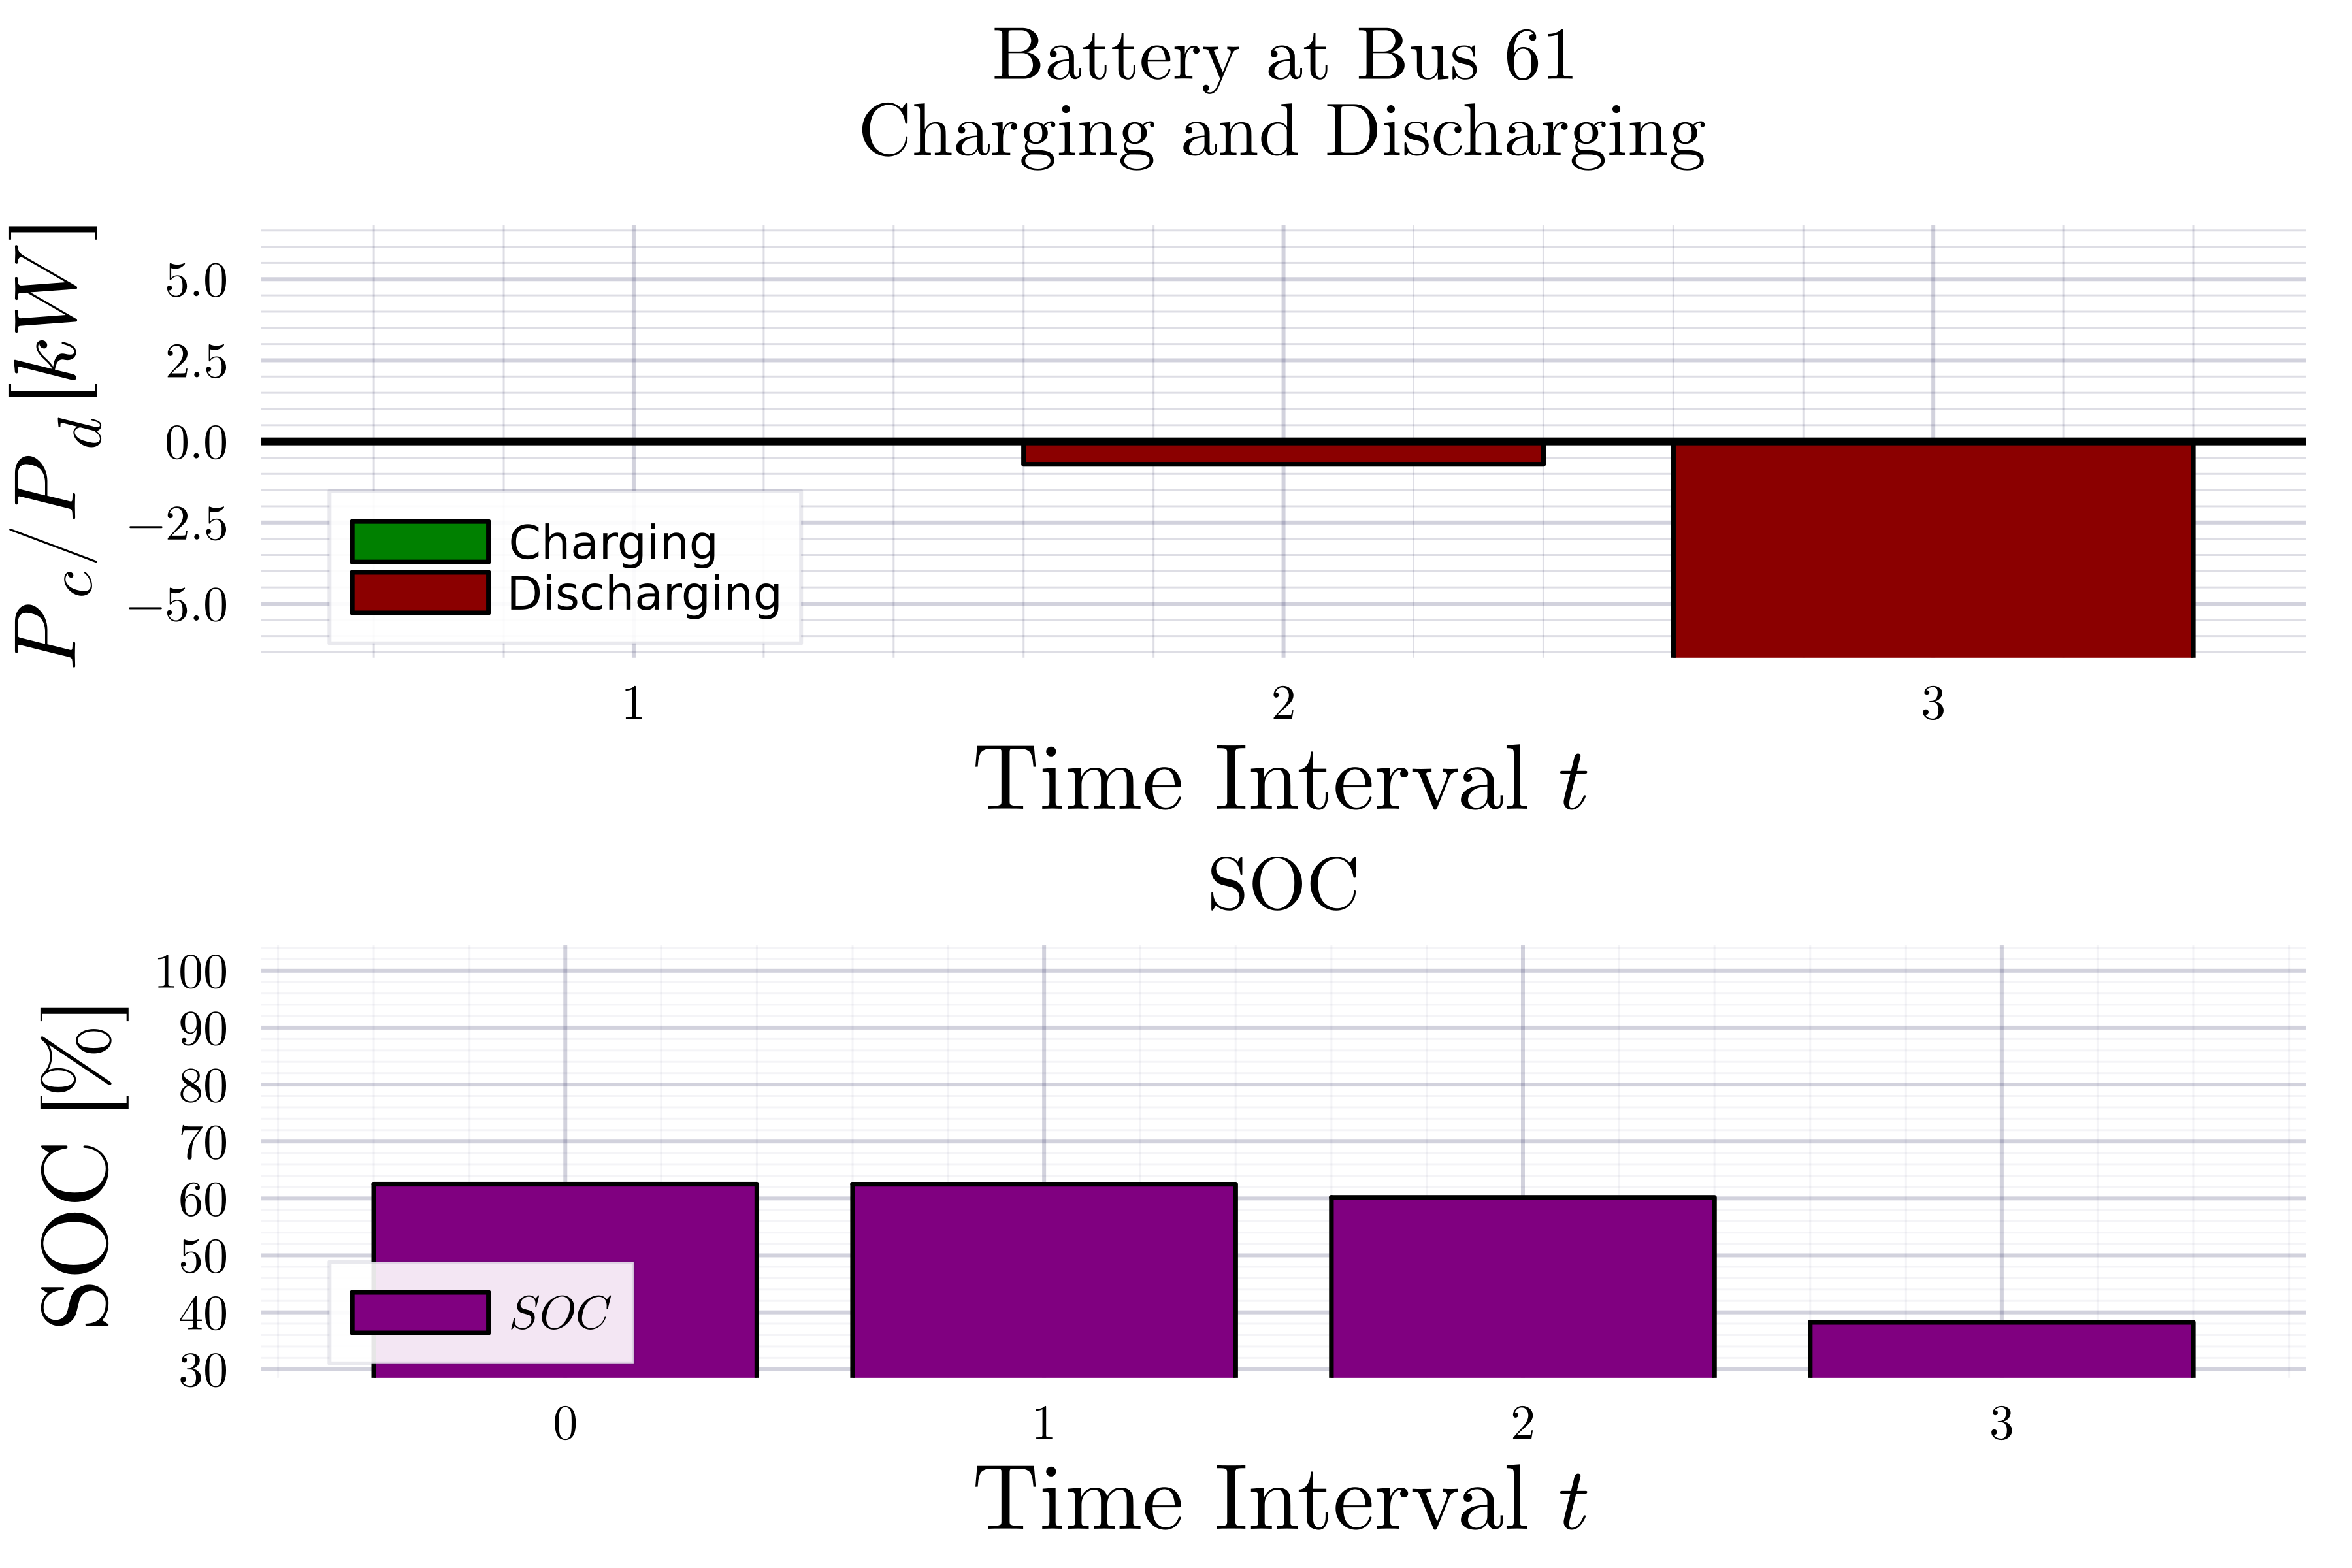 Battery at Bus 61
Charging and Discharging
P_c/P_d [kW]
5.0
2.5
0.0
−2.5
−5.0
Charging
Discharging
1 2 3
Time Interval t
SOC
SOC [%]
100
90
80
70
60
50
40
30
SOC
0 1 2 3
Time Interval t